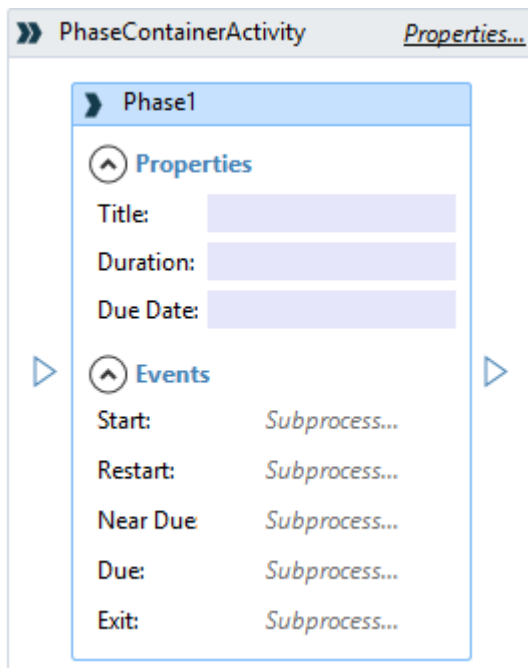 PhaseContainerActivity Properties...
Phase1
Properties
Title:
Duration:
Due Date:
Events
Start: Subprocess...
Restart: Subprocess...
Near Due Subprocess...
Due: Subprocess...
Exit: Subprocess...